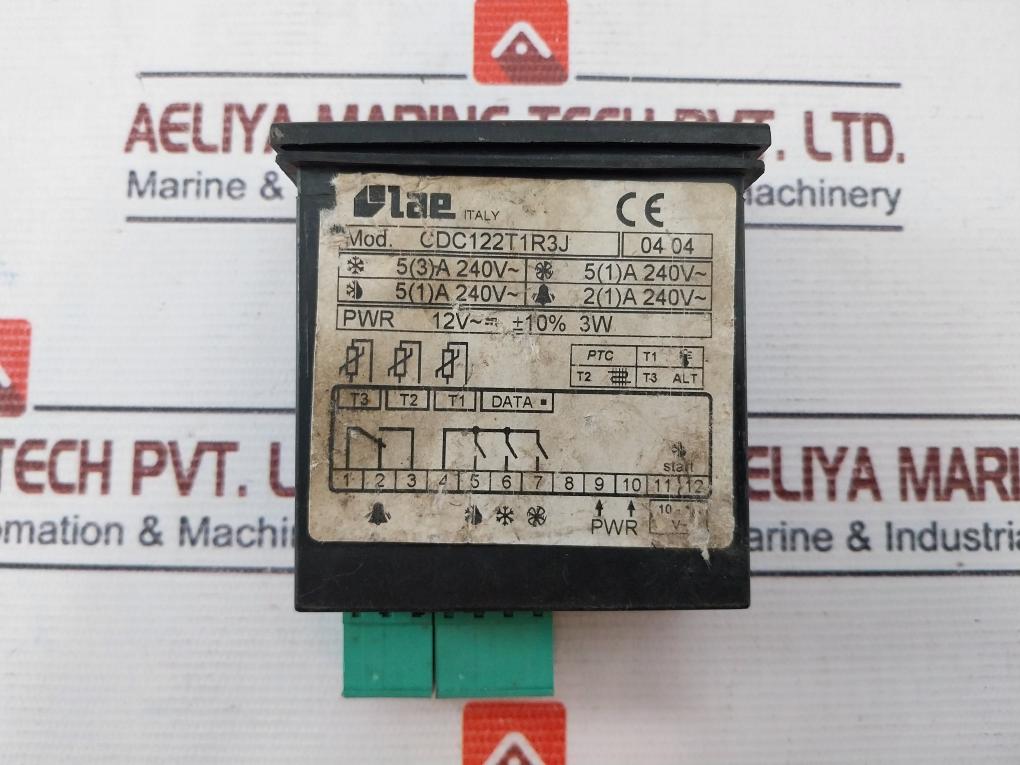 AELIYA MARINE TECH PVT. LTD.
Marine & Machinery
lae ITALY CE
Mod. CDC122T1R3J 04 04
5(3)A 240V~ 5(1)A 240V~
5(1)A 240V~ 2(1)A 240V~
PWR 12V~ ±10% 3W
PTC T1
T2 T3 ALT
T3 T2 T1 DATA
start
1 2 3 4 5 6 7 8 9 10 11 12
PWR 10
V
TECH PVT. L
omation & Machin
ELIYA MARI
arine & Industria